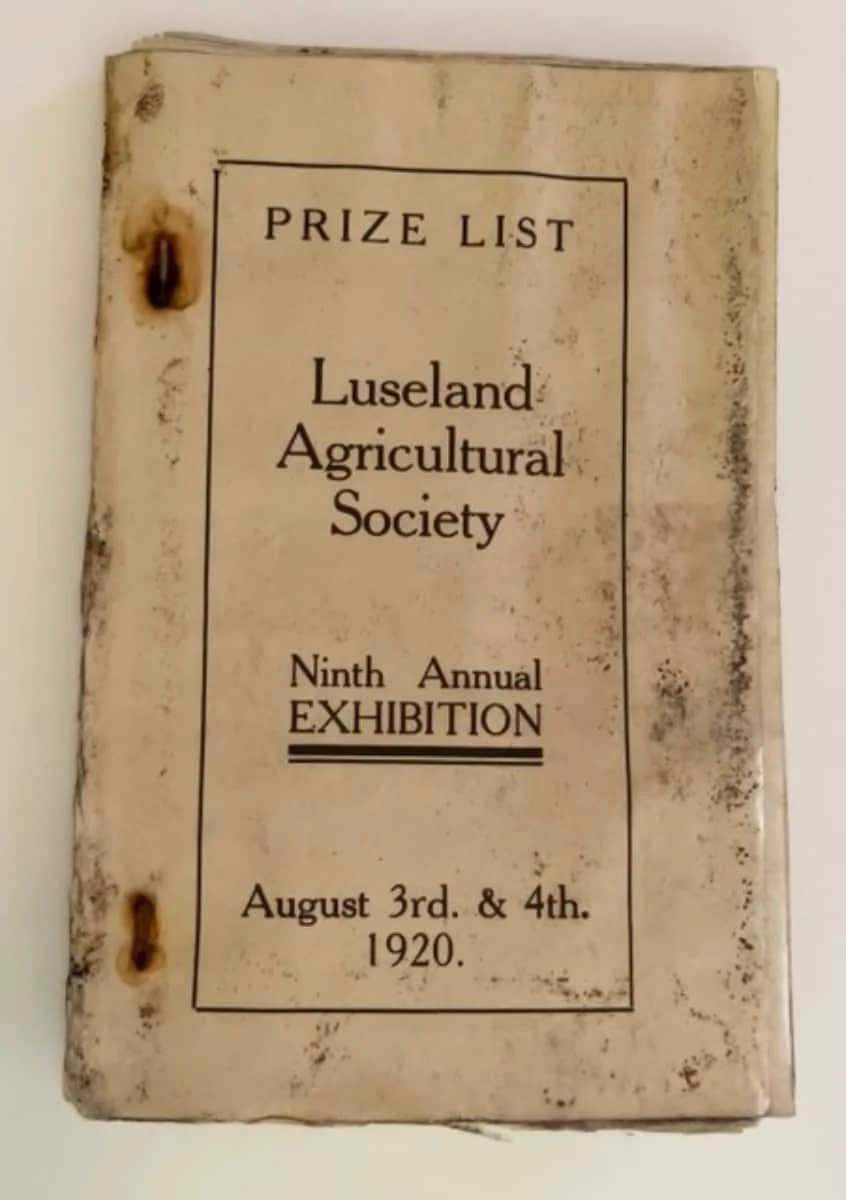 PRIZE LIST
Luseland
Agricultural
Society
Ninth Annual
EXHIBITION
August 3rd. & 4th.
1920.